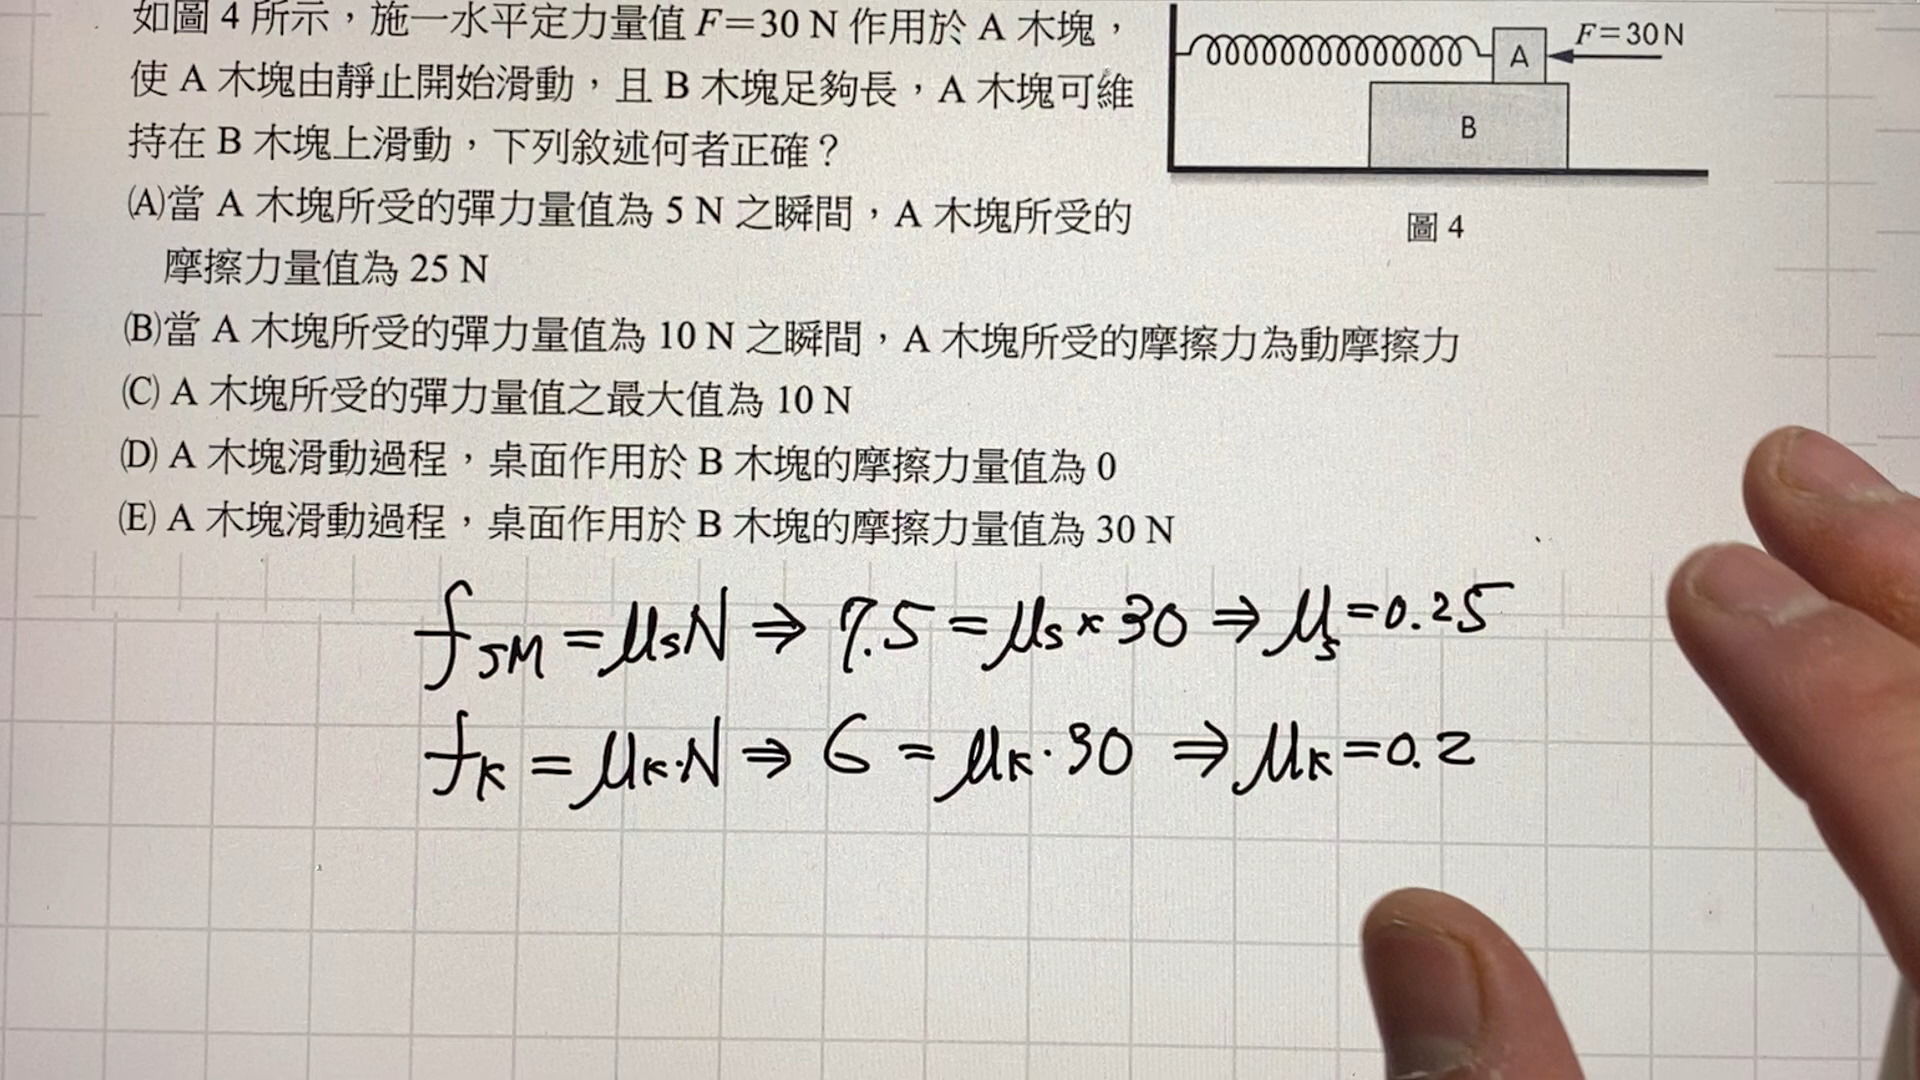 如圖 4 所示，施一水平定力量值 F＝30 N 作用於 A 木塊，
使 A 木塊由靜止開始滑動，且 B 木塊足夠長，A 木塊可維
持在 B 木塊上滑動，下列敘述何者正確？
(A)當 A 木塊所受的彈力量值為 5 N 之瞬間，A 木塊所受的
摩擦力量值為 25 N
(B)當 A 木塊所受的彈力量值為 10 N 之瞬間，A 木塊所受的摩擦力為動摩擦力
(C) A 木塊所受的彈力量值之最大值為 10 N
(D) A 木塊滑動過程，桌面作用於 B 木塊的摩擦力量值為 0
(E) A 木塊滑動過程，桌面作用於 B 木塊的摩擦力量值為 30 N
A
F=30N
B
圖 4
fsM = μsN ⇒ 7.5 = μs × 30 ⇒ μs = 0.25
fK = μK·N ⇒ 6 = μK·30 ⇒ μK = 0.2